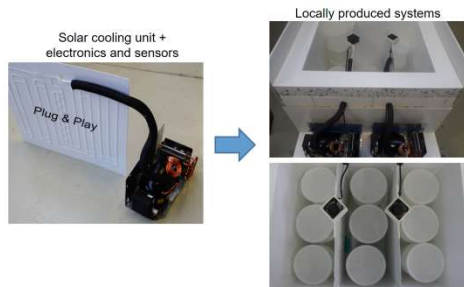 Solar cooling unit +
electronics and sensors
Locally produced systems
Plug & Play